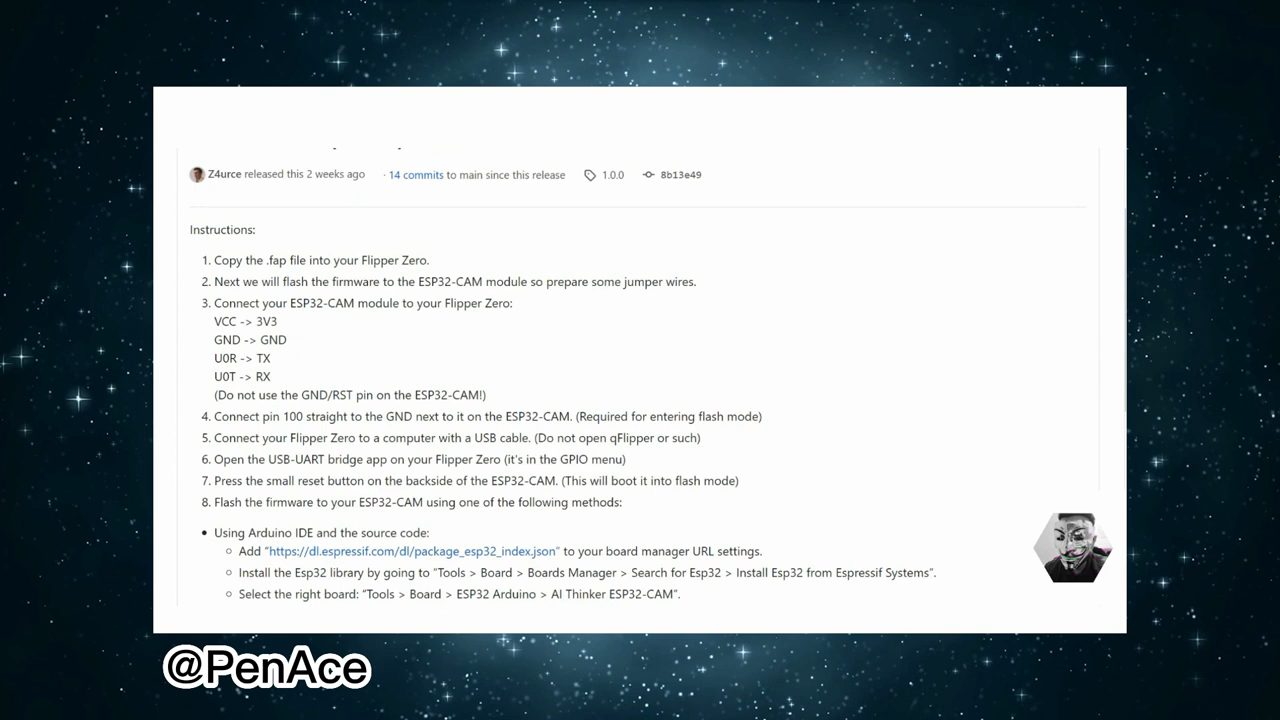 Z4urce released this 2 weeks ago · 14 commits to main since this release 1.0.0 8b13e49
Instructions:
1. Copy the .fap file into your Flipper Zero.
2. Next we will flash the firmware to the ESP32-CAM module so prepare some jumper wires.
3. Connect your ESP32-CAM module to your Flipper Zero:
VCC -> 3V3
GND -> GND
U0R -> TX
U0T -> RX
(Do not use the GND/RST pin on the ESP32-CAM!)
4. Connect pin 100 straight to the GND next to it on the ESP32-CAM. (Required for entering flash mode)
5. Connect your Flipper Zero to a computer with a USB cable. (Do not open qFlipper or such)
6. Open the USB-UART bridge app on your Flipper Zero (it's in the GPIO menu)
7. Press the small reset button on the backside of the ESP32-CAM. (This will boot it into flash mode)
8. Flash the firmware to your ESP32-CAM using one of the following methods:
• Using Arduino IDE and the source code:
○ Add "https://dl.espressif.com/dl/package_esp32_index.json" to your board manager URL settings.
○ Install the Esp32 library by going to "Tools > Board > Boards Manager > Search for Esp32 > Install Esp32 from Espressif Systems".
○ Select the right board: "Tools > Board > ESP32 Arduino > AI Thinker ESP32-CAM".
@PenAce